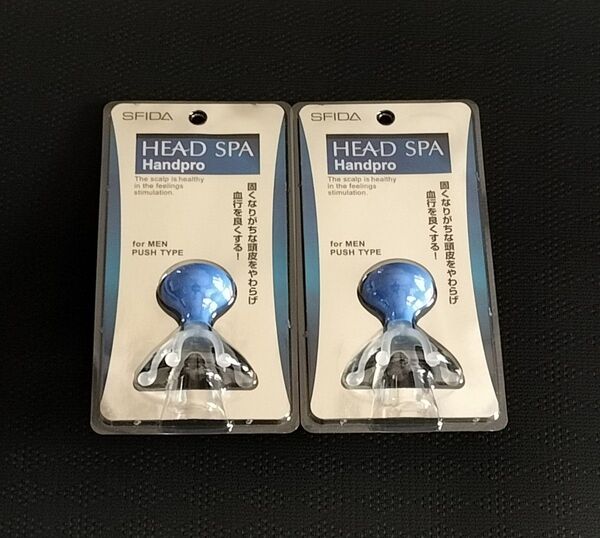 SFIDA
HEAD SPA
Handpro
The scalp is healthy
in the feelings
stimulation.
固くなりがちな頭皮をやわらげ
血行を良くする!
for MEN
PUSH TYPE
SFIDA
HEAD SPA
Handpro
The scalp is healthy
in the feelings
stimulation.
固くなりがちな頭皮をやわらげ
血行を良くする!
for MEN
PUSH TYPE